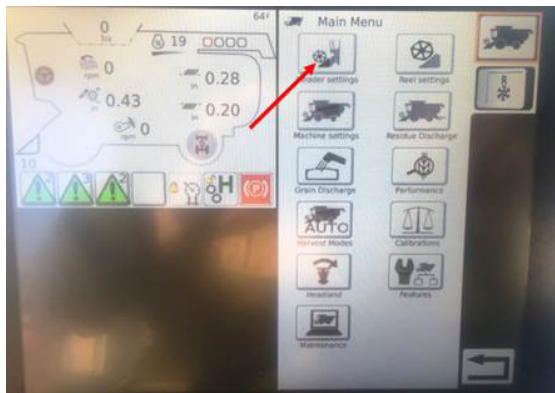 64F
0
19
rpm 0
0.28
in
0.43
in
0.20
in
0
rpm
10
2
3
2
H
(P)
Main Menu
Header settings
Reel settings
Machine settings
Residue Discharge
Grain Discharge
Performance
AUTO
Harvest Modes
Calibrations
Headland
Features
Maintenance
8